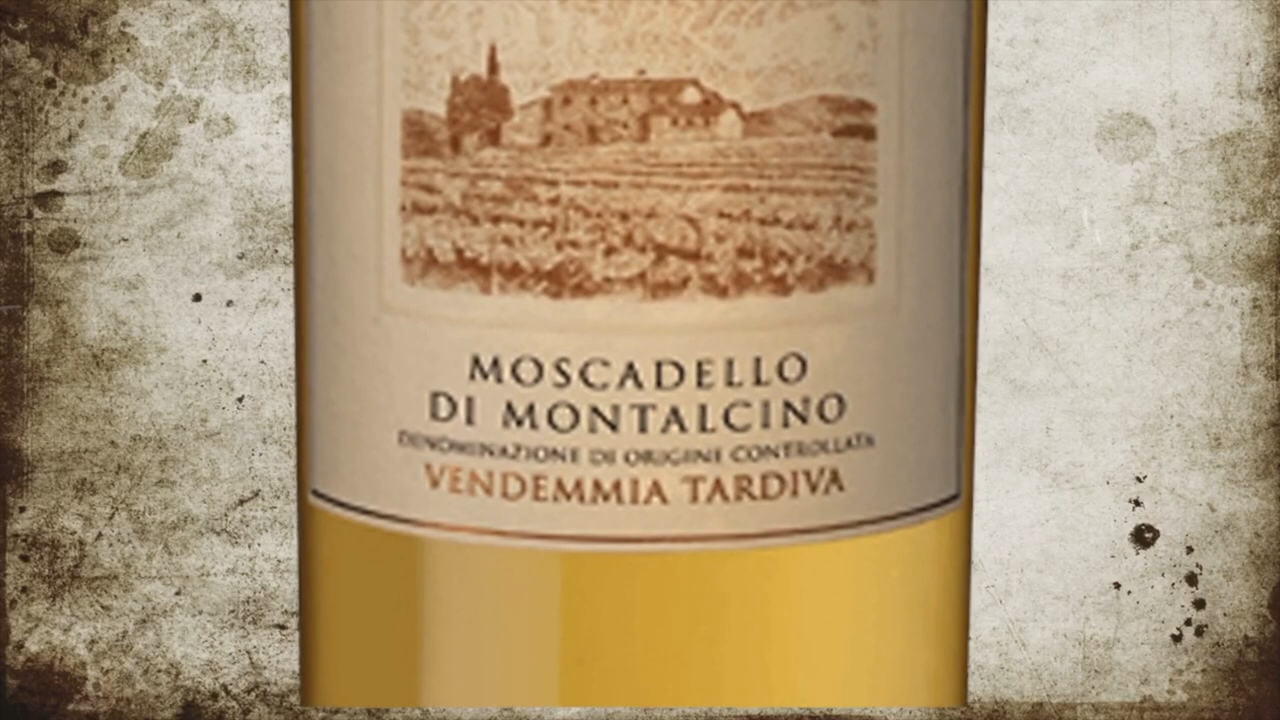 MOSCADELLO
DI MONTALCINO
DENOMINAZIONE DI ORIGINE CONTROLLATA
VENDEMMIA TARDIVA